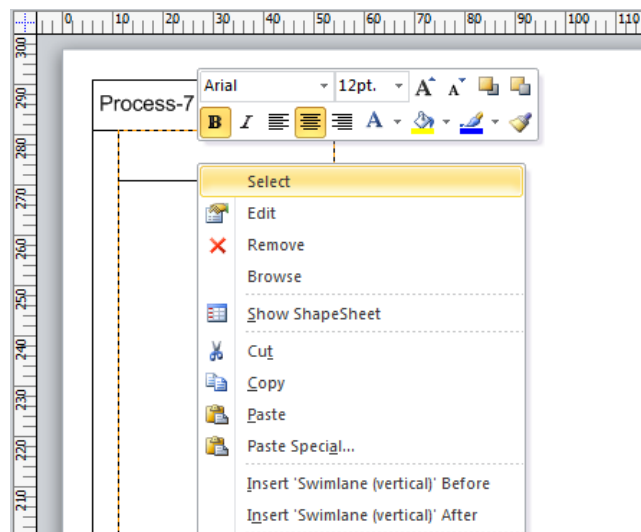 0 10 20 30 40 50 60 70 80 90 100 110
300
290
280
270
260
250
240
230
220
210
Process-7
Arial 12pt. A A
B I A
Select
Edit
Remove
Browse
Show ShapeSheet
Cut
Copy
Paste
Paste Special...
Insert 'Swimlane (vertical)' Before
Insert 'Swimlane (vertical)' After